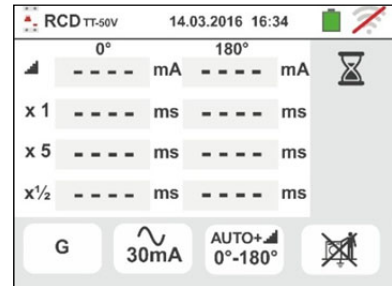 RCD TT-50V 14.03.2016 16:34
0° 180°
---- mA ---- mA
x 1 ---- ms ---- ms
x 5 ---- ms ---- ms
x½ ---- ms ---- ms
G 30mA AUTO+ 0°-180°